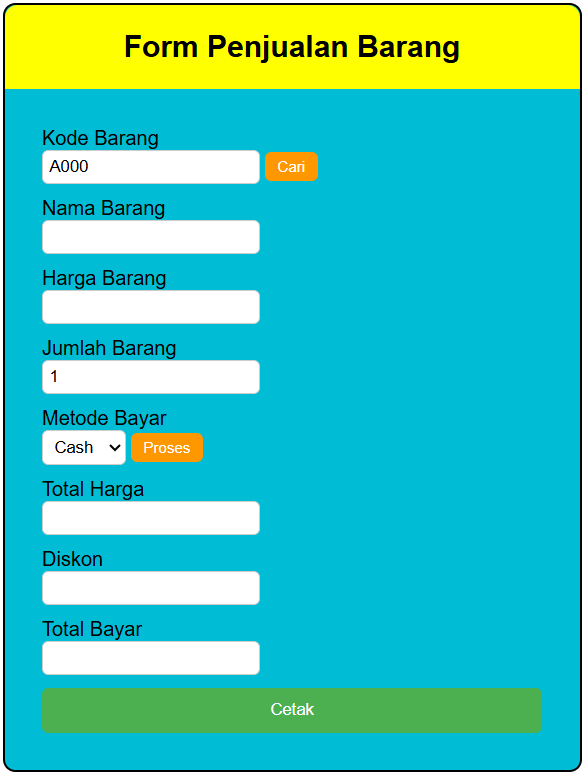 Form Penjualan Barang
Kode Barang
A000 Cari
Nama Barang
Harga Barang
Jumlah Barang
1
Metode Bayar
Cash Proses
Total Harga
Diskon
Total Bayar
Cetak